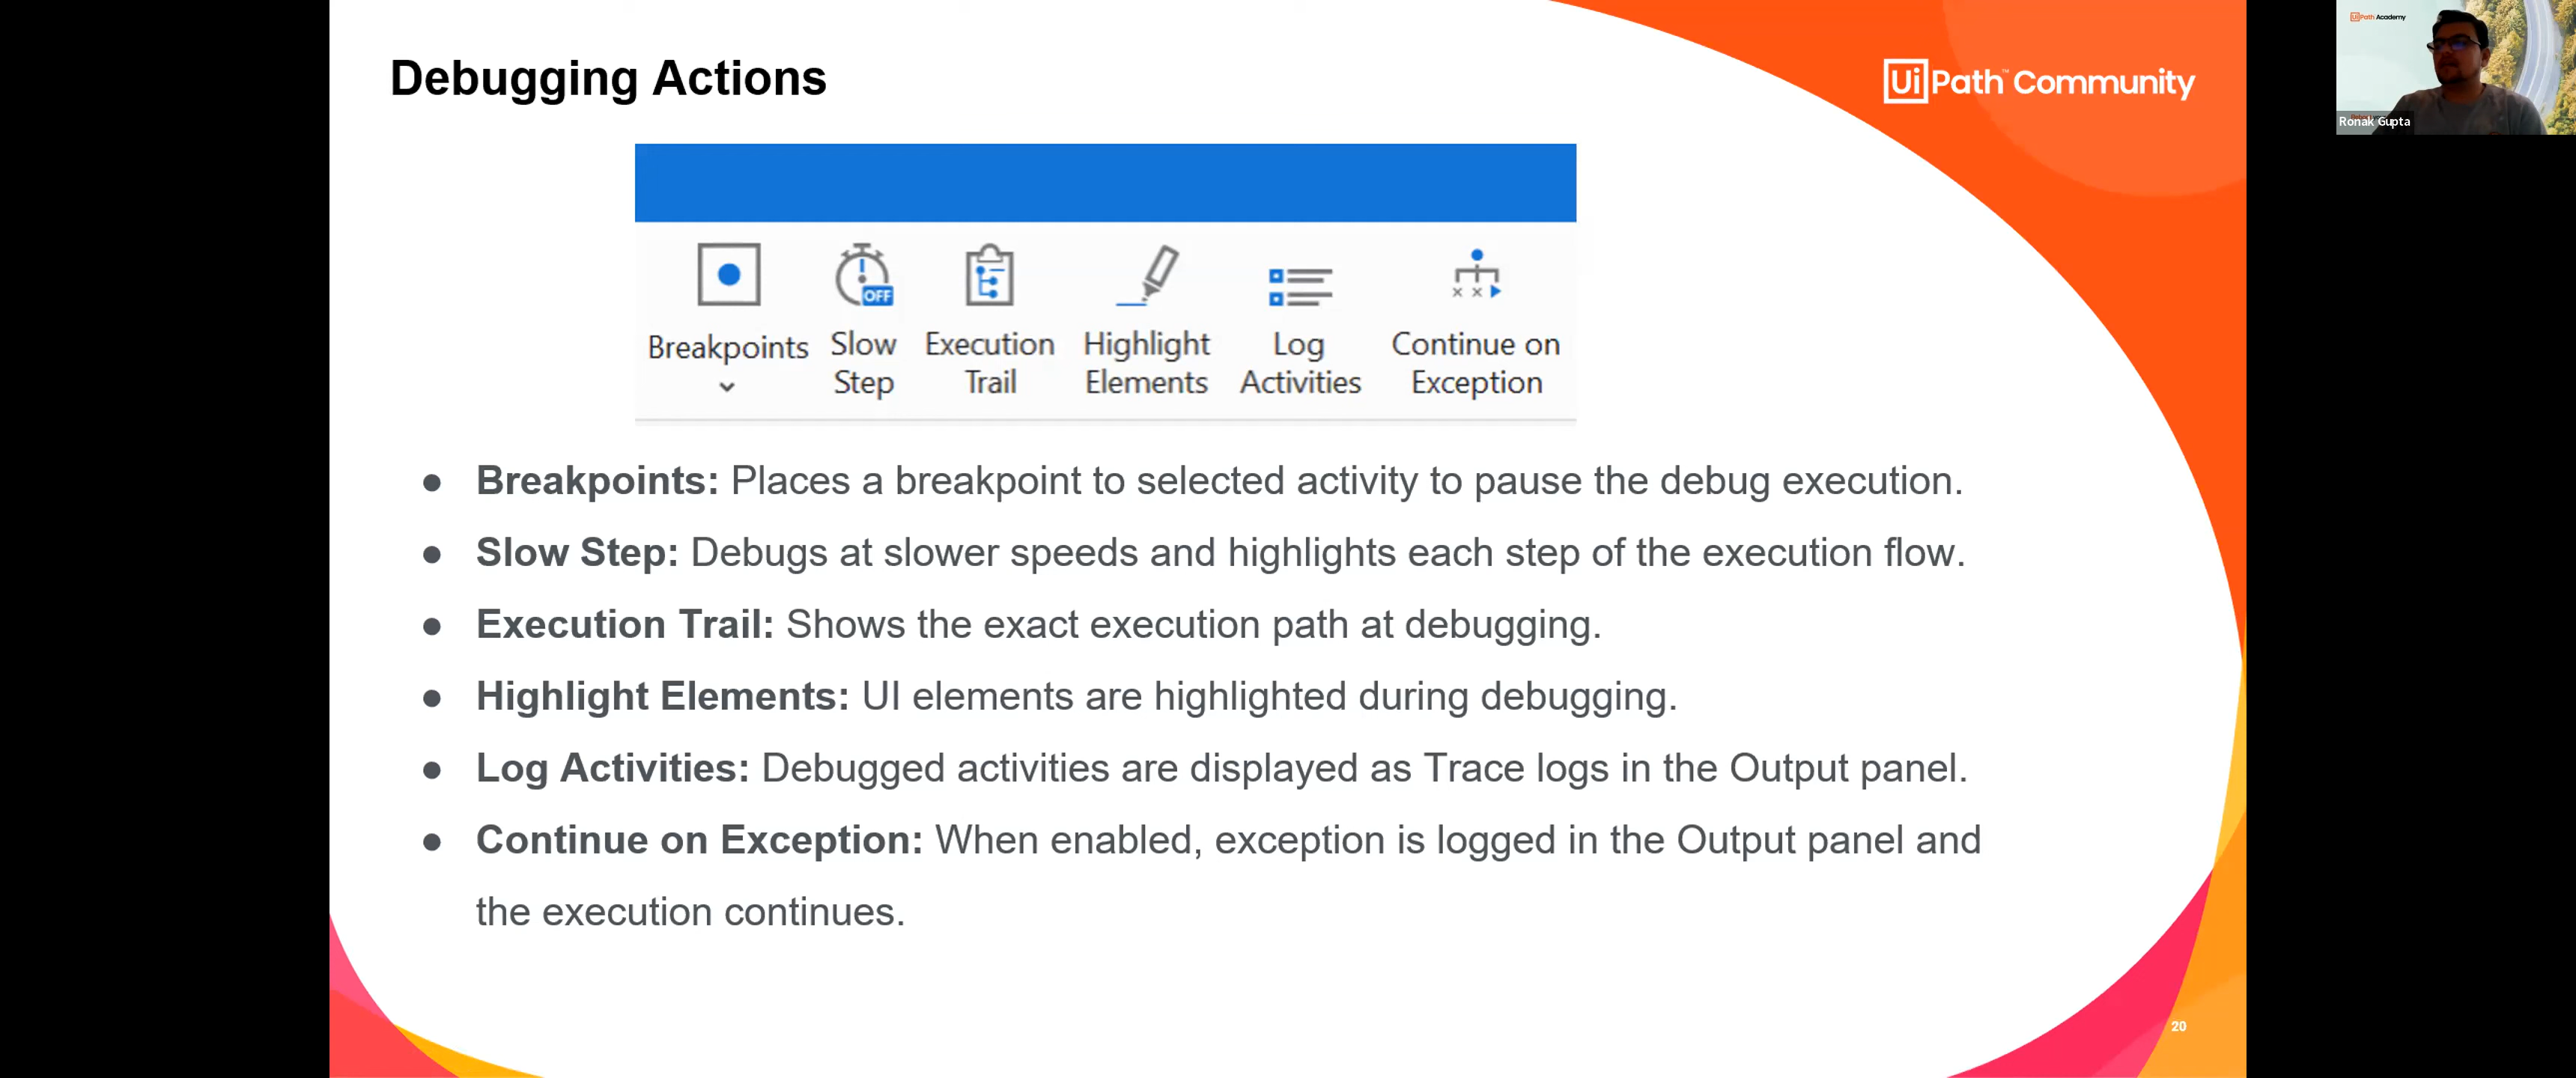 Debugging Actions
UiPath™ Community
UiPath Academy
Ronak Gupta
OFF
Breakpoints
Slow
Step
Execution
Trail
Highlight
Elements
Log
Activities
Continue on
Exception
● Breakpoints: Places a breakpoint to selected activity to pause the debug execution.
● Slow Step: Debugs at slower speeds and highlights each step of the execution flow.
● Execution Trail: Shows the exact execution path at debugging.
● Highlight Elements: UI elements are highlighted during debugging.
● Log Activities: Debugged activities are displayed as Trace logs in the Output panel.
● Continue on Exception: When enabled, exception is logged in the Output panel and
the execution continues.
20